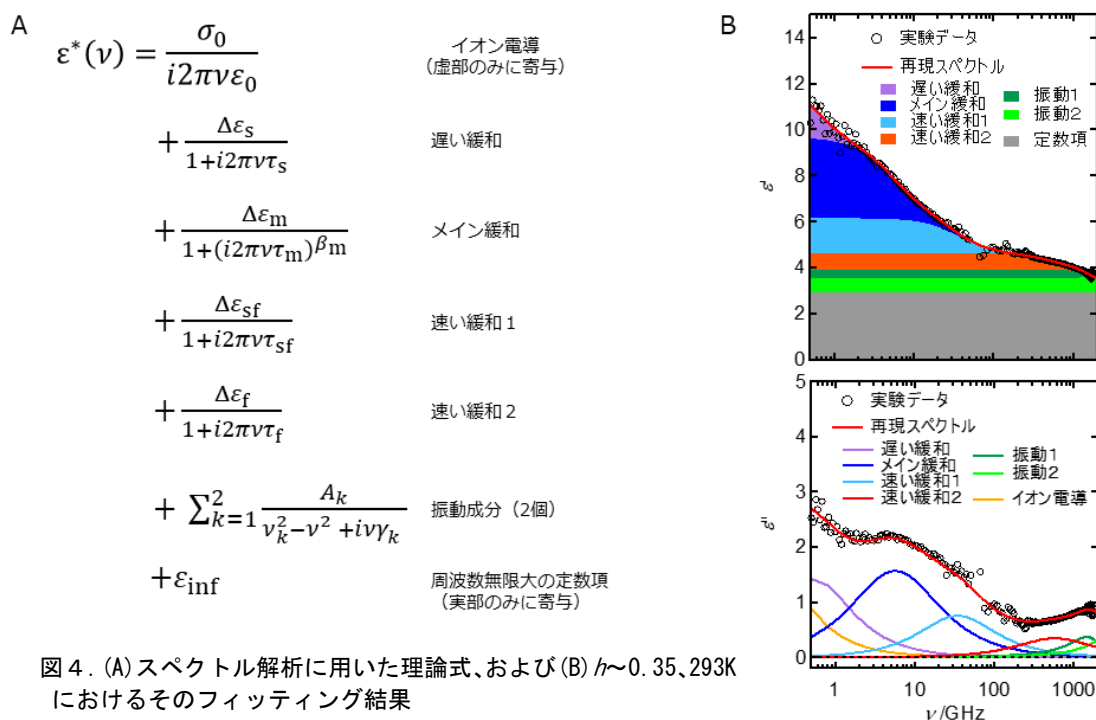 A
ε*(ν) = σ₀ / i2πνε₀
イオン電導
(虚部のみに寄与)
+ Δεₛ / 1+i2πντₛ
遅い緩和
+ Δεₘ / 1+(i2πντₘ)^βₘ
メイン緩和
+ Δε_sf / 1+i2πντ_sf
速い緩和1
+ Δε_f / 1+i2πντ_f
速い緩和2
+ ∑²ₖ₌₁ Aₖ / νₖ²−ν² +iνγₖ
振動成分(2個)
+ε_inf
周波数無限大の定数項
(実部のみに寄与)
B
14
12
10
8
6
4
2
0
ε'
実験データ
再現スペクトル
遅い緩和
メイン緩和
速い緩和1
速い緩和2
振動1
振動2
定数項
5
4
3
2
1
0
ε"
実験データ
再現スペクトル
遅い緩和
メイン緩和
速い緩和1
速い緩和2
振動1
振動2
イオン電導
1
10
100
1000
ν /GHz
図4. (A)スペクトル解析に用いた理論式、および(B) h~0.35、293K
におけるそのフィッティング結果